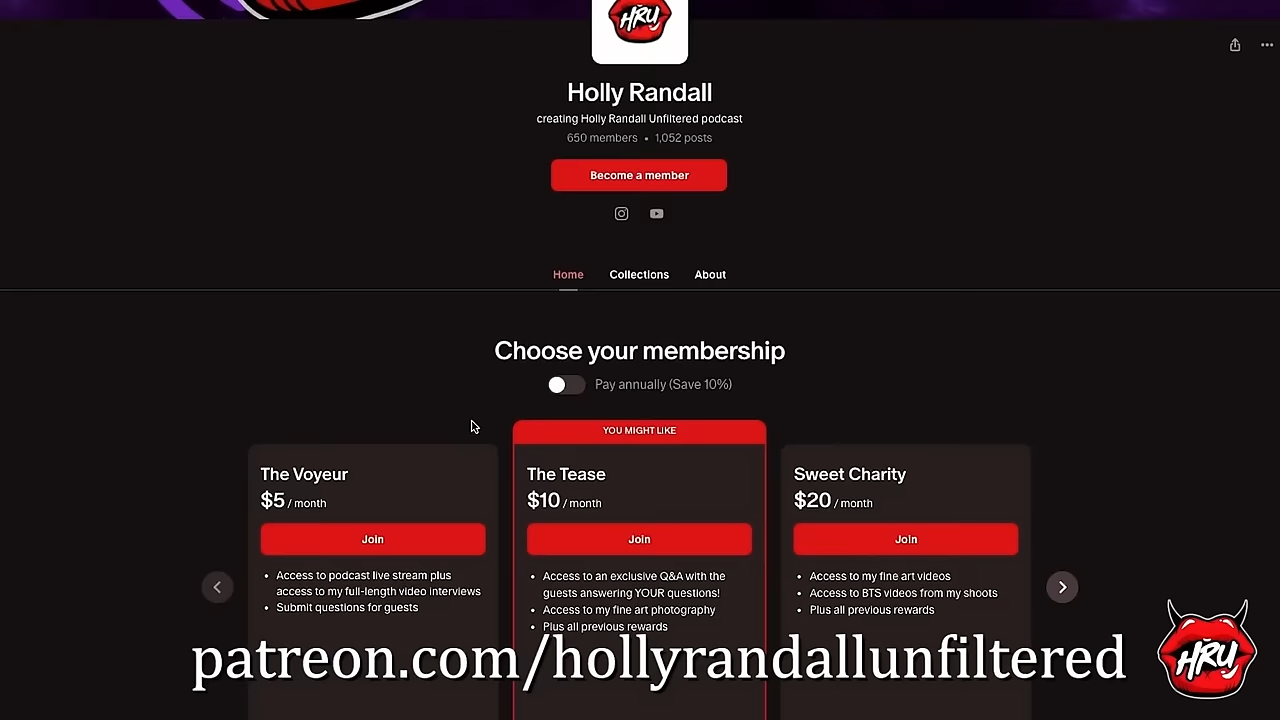 HRU
Holly Randall
creating Holly Randall Unfiltered podcast
650 members • 1,052 posts
Become a member
Home Collections About
Choose your membership
Pay annually (Save 10%)
YOU MIGHT LIKE
The Voyeur
$5 / month
Join
• Access to podcast live stream plus
access to my full-length video interviews
• Submit questions for guests
The Tease
$10 / month
Join
• Access to an exclusive Q&A with the
guests answering YOUR questions!
• Access to my fine art photography
• Plus all previous rewards
Sweet Charity
$20 / month
Join
• Access to my fine art videos
• Access to BTS videos from my shoots
• Plus all previous rewards
patreon.com/hollyrandallunfiltered
HRU